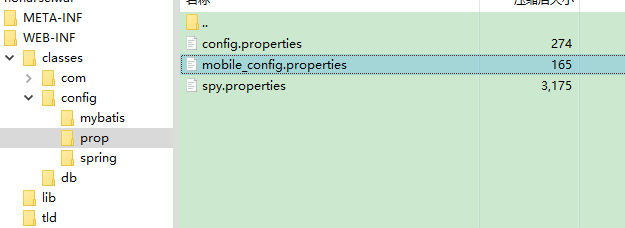 META-INF
WEB-INF
classes
com
config
mybatis
prop
spring
db
lib
tld
名称 压缩后大小
..
config.properties 274
mobile_config.properties 165
spy.properties 3,175